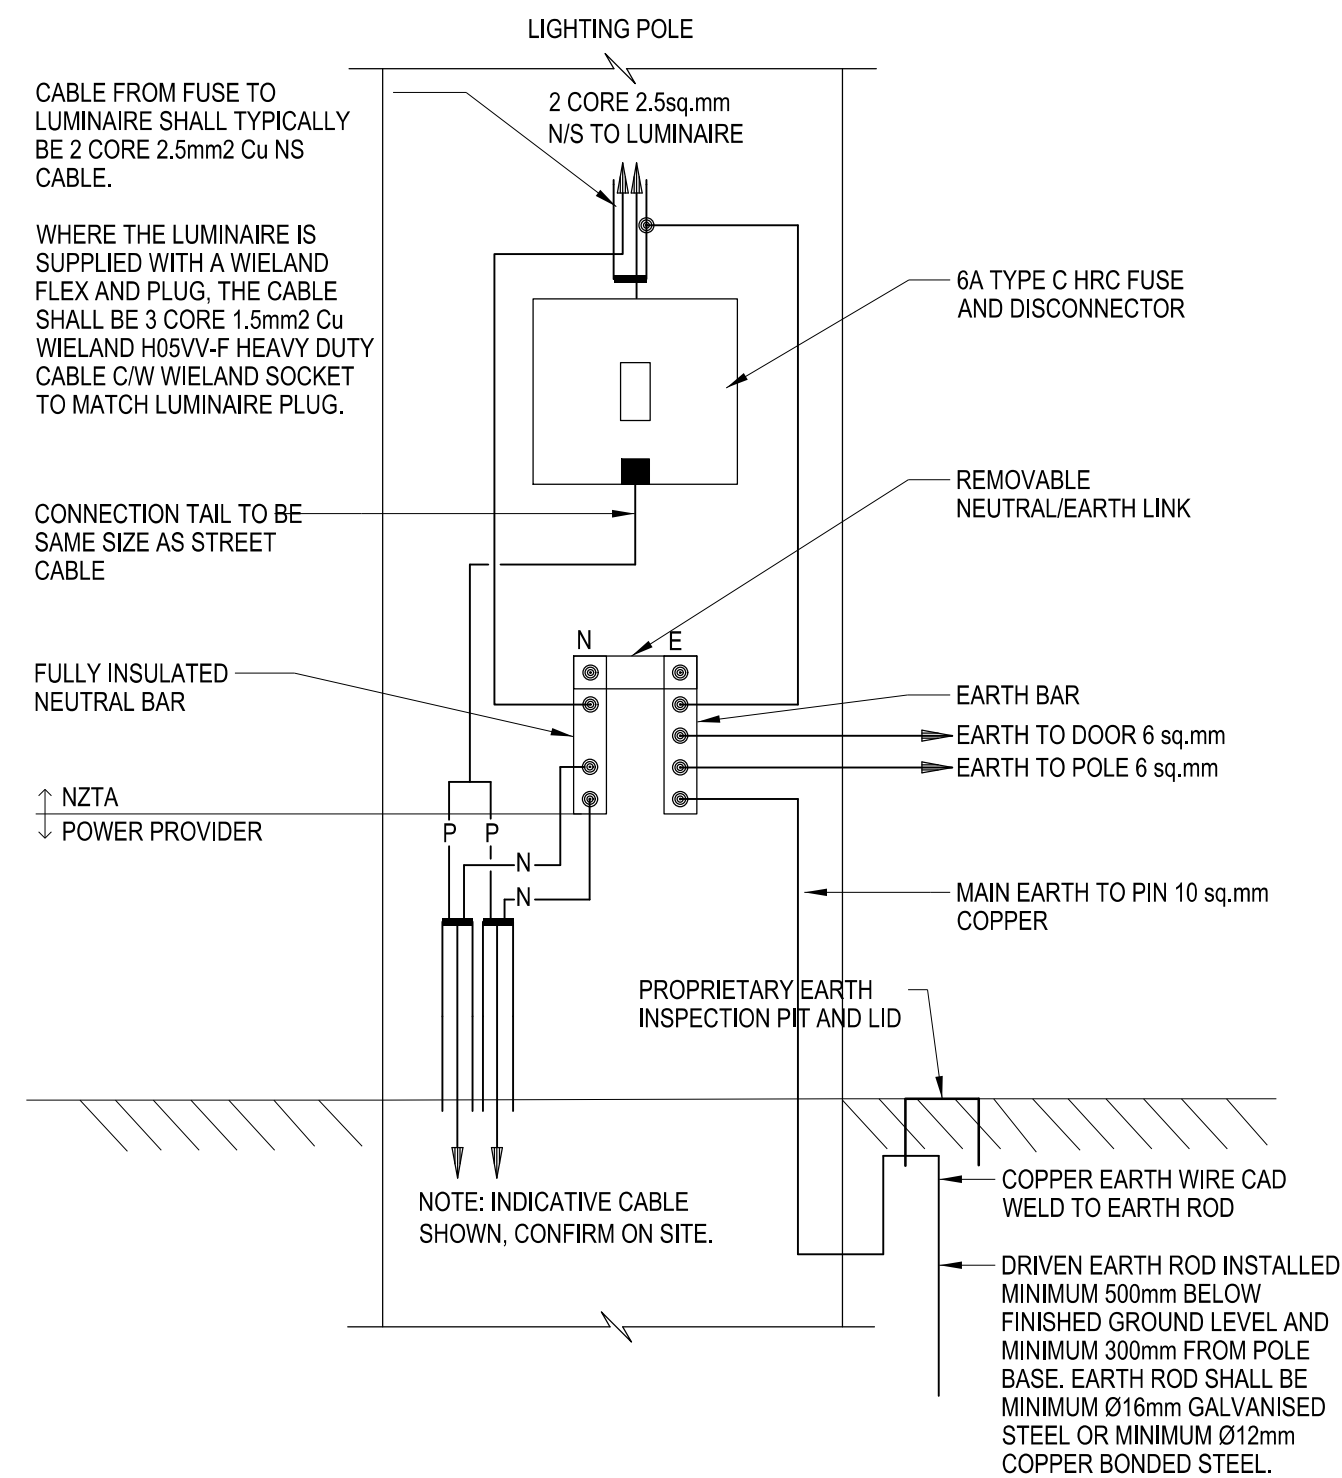 LIGHTING POLE
CABLE FROM FUSE TO
LUMINAIRE SHALL TYPICALLY
BE 2 CORE 2.5mm2 Cu NS
CABLE.
2 CORE 2.5sq.mm
N/S TO LUMINAIRE
WHERE THE LUMINAIRE IS
SUPPLIED WITH A WIELAND
FLEX AND PLUG, THE CABLE
SHALL BE 3 CORE 1.5mm2 Cu
WIELAND H05VV-F HEAVY DUTY
CABLE C/W WIELAND SOCKET
TO MATCH LUMINAIRE PLUG.
6A TYPE C HRC FUSE
AND DISCONNECTOR
REMOVABLE
NEUTRAL/EARTH LINK
CONNECTION TAIL TO BE
SAME SIZE AS STREET
CABLE
N
E
FULLY INSULATED
NEUTRAL BAR
EARTH BAR
EARTH TO DOOR 6 sq.mm
EARTH TO POLE 6 sq.mm
NZTA
POWER PROVIDER
P
P
N
N
MAIN EARTH TO PIN 10 sq.mm
COPPER
PROPRIETARY EARTH
INSPECTION PIT AND LID
NOTE: INDICATIVE CABLE
SHOWN, CONFIRM ON SITE.
COPPER EARTH WIRE CAD
WELD TO EARTH ROD
DRIVEN EARTH ROD INSTALLED
MINIMUM 500mm BELOW
FINISHED GROUND LEVEL AND
MINIMUM 300mm FROM POLE
BASE. EARTH ROD SHALL BE
MINIMUM Ø16mm GALVANISED
STEEL OR MINIMUM Ø12mm
COPPER BONDED STEEL.